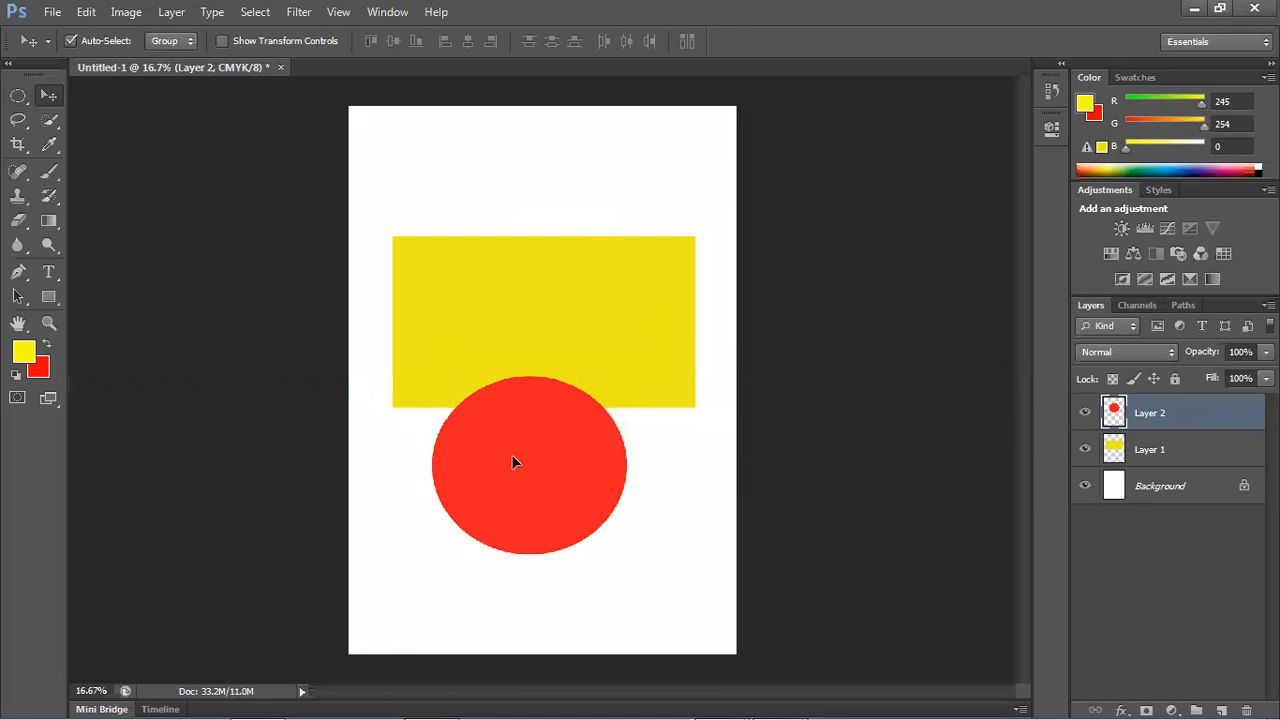 Ps File Edit Image Layer Type Select Filter View Window Help
Auto-Select: Group Show Transform Controls Essentials
Untitled-1 @ 16.7% (Layer 2, CMYK/8) * ×
Color Swatches
R 245
G 254
B 0
Adjustments Styles
Add an adjustment
Layers Channels Paths
Kind
Normal Opacity: 100%
Lock: Fill: 100%
Layer 2
Layer 1
Background
16.67% Doc: 33.2M/11.0M
Mini Bridge Timeline